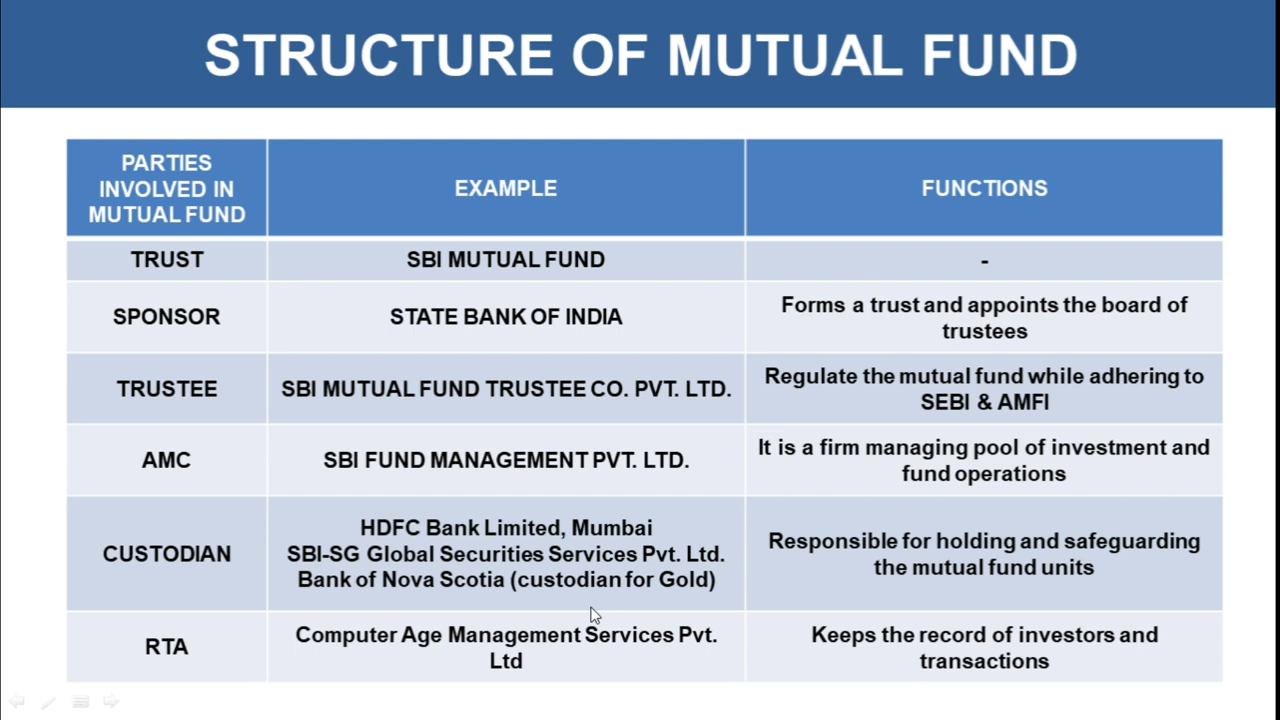 STRUCTURE OF MUTUAL FUND
PARTIES
INVOLVED IN
MUTUAL FUND
EXAMPLE
FUNCTIONS
TRUST
SBI MUTUAL FUND
-
SPONSOR
STATE BANK OF INDIA
Forms a trust and appoints the board of
trustees
TRUSTEE
SBI MUTUAL FUND TRUSTEE CO. PVT. LTD.
Regulate the mutual fund while adhering to
SEBI & AMFI
AMC
SBI FUND MANAGEMENT PVT. LTD.
It is a firm managing pool of investment and
fund operations
CUSTODIAN
HDFC Bank Limited, Mumbai
SBI-SG Global Securities Services Pvt. Ltd.
Bank of Nova Scotia (custodian for Gold)
Responsible for holding and safeguarding
the mutual fund units
RTA
Computer Age Management Services Pvt.
Ltd
Keeps the record of investors and
transactions